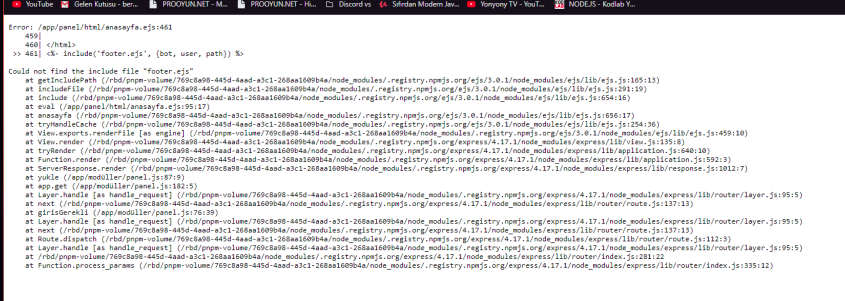 YouTube Gelen Kutusu - ber... PROOYUN.NET - M... PROOYUN.NET - Hi... Discord vs Sıfırdan Modern Jav... Yonyony TV - YouT... NODEJS - Kodlab Y...
Error: /app/panel/html/anasayfa.ejs:461
459|
460| </html>
>> 461| <%- include('footer.ejs', {bot, user, path}) %>
Could not find the include file "footer.ejs"
at getIncludePath (/rbd/pnpm-volume/769c8a98-445d-4aad-a3c1-268aa1609b4a/node_modules/.registry.npmjs.org/ejs/3.0.1/node_modules/ejs/lib/ejs.js:165:13)
at includeFile (/rbd/pnpm-volume/769c8a98-445d-4aad-a3c1-268aa1609b4a/node_modules/.registry.npmjs.org/ejs/3.0.1/node_modules/ejs/lib/ejs.js:291:19)
at include (/rbd/pnpm-volume/769c8a98-445d-4aad-a3c1-268aa1609b4a/node_modules/.registry.npmjs.org/ejs/3.0.1/node_modules/ejs/lib/ejs.js:654:16)
at eval (/app/panel/html/anasayfa.ejs:95:17)
at anasayfa (/rbd/pnpm-volume/769c8a98-445d-4aad-a3c1-268aa1609b4a/node_modules/.registry.npmjs.org/ejs/3.0.1/node_modules/ejs/lib/ejs.js:656:17)
at tryHandleCache (/rbd/pnpm-volume/769c8a98-445d-4aad-a3c1-268aa1609b4a/node_modules/.registry.npmjs.org/ejs/3.0.1/node_modules/ejs/lib/ejs.js:254:36)
at View.exports.renderFile [as engine] (/rbd/pnpm-volume/769c8a98-445d-4aad-a3c1-268aa1609b4a/node_modules/.registry.npmjs.org/ejs/3.0.1/node_modules/ejs/lib/ejs.js:459:10)
at View.render (/rbd/pnpm-volume/769c8a98-445d-4aad-a3c1-268aa1609b4a/node_modules/.registry.npmjs.org/express/4.17.1/node_modules/express/lib/view.js:135:8)
at tryRender (/rbd/pnpm-volume/769c8a98-445d-4aad-a3c1-268aa1609b4a/node_modules/.registry.npmjs.org/express/4.17.1/node_modules/express/lib/application.js:640:10)
at Function.render (/rbd/pnpm-volume/769c8a98-445d-4aad-a3c1-268aa1609b4a/node_modules/.registry.npmjs.org/express/4.17.1/node_modules/express/lib/application.js:592:3)
at ServerResponse.render (/rbd/pnpm-volume/769c8a98-445d-4aad-a3c1-268aa1609b4a/node_modules/.registry.npmjs.org/express/4.17.1/node_modules/express/lib/response.js:1012:7)
at yukle (/app/modüller/panel.js:87:9)
at app.get (/app/modüller/panel.js:182:5)
at Layer.handle [as handle_request] (/rbd/pnpm-volume/769c8a98-445d-4aad-a3c1-268aa1609b4a/node_modules/.registry.npmjs.org/express/4.17.1/node_modules/express/lib/router/layer.js:95:5)
at next (/rbd/pnpm-volume/769c8a98-445d-4aad-a3c1-268aa1609b4a/node_modules/.registry.npmjs.org/express/4.17.1/node_modules/express/lib/router/route.js:137:13)
at girisGerekli (/app/modüller/panel.js:76:39)
at Layer.handle [as handle_request] (/rbd/pnpm-volume/769c8a98-445d-4aad-a3c1-268aa1609b4a/node_modules/.registry.npmjs.org/express/4.17.1/node_modules/express/lib/router/layer.js:95:5)
at next (/rbd/pnpm-volume/769c8a98-445d-4aad-a3c1-268aa1609b4a/node_modules/.registry.npmjs.org/express/4.17.1/node_modules/express/lib/router/route.js:137:13)
at Route.dispatch (/rbd/pnpm-volume/769c8a98-445d-4aad-a3c1-268aa1609b4a/node_modules/.registry.npmjs.org/express/4.17.1/node_modules/express/lib/router/route.js:112:3)
at Layer.handle [as handle_request] (/rbd/pnpm-volume/769c8a98-445d-4aad-a3c1-268aa1609b4a/node_modules/.registry.npmjs.org/express/4.17.1/node_modules/express/lib/router/layer.js:95:5)
at /rbd/pnpm-volume/769c8a98-445d-4aad-a3c1-268aa1609b4a/node_modules/.registry.npmjs.org/express/4.17.1/node_modules/express/lib/router/index.js:281:22
at Function.process_params (/rbd/pnpm-volume/769c8a98-445d-4aad-a3c1-268aa1609b4a/node_modules/.registry.npmjs.org/express/4.17.1/node_modules/express/lib/router/index.js:335:12)